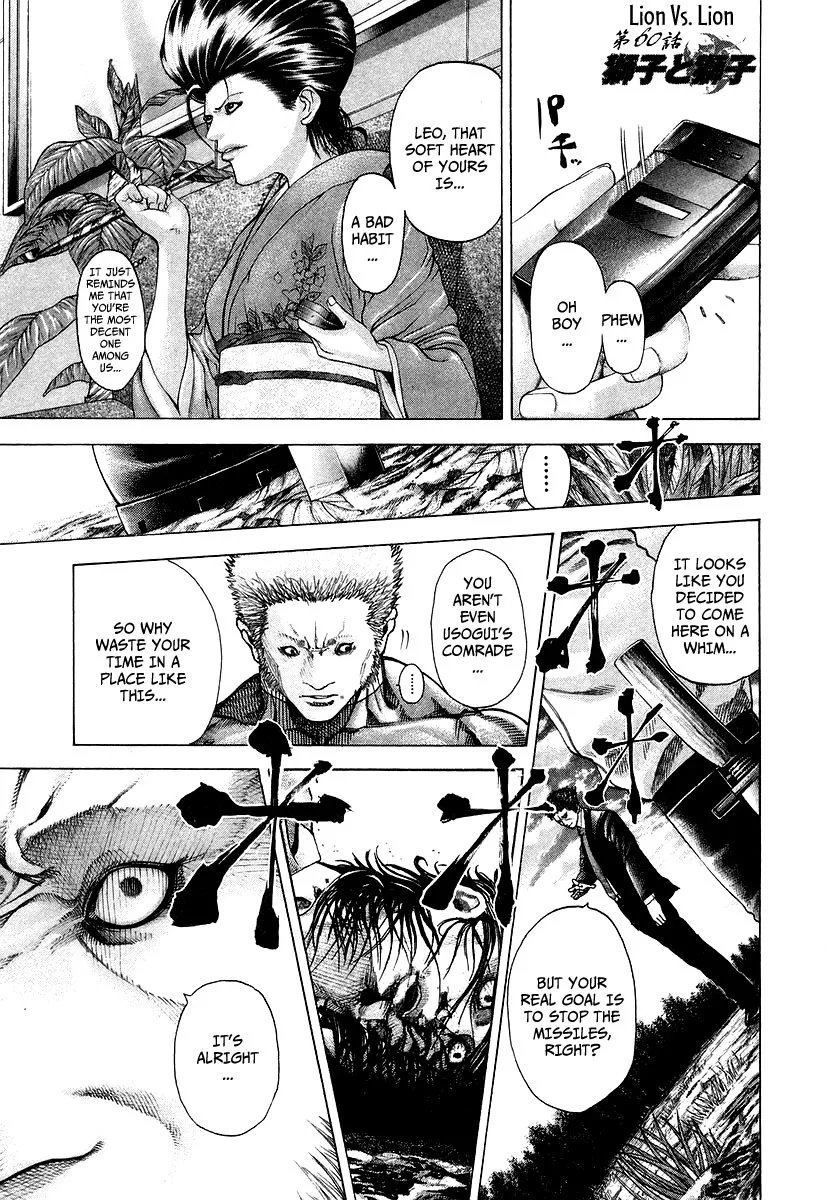 Lion Vs. Lion
第60話
獅子と獅子
PHEW
...
OH
BOY
...
LEO, THAT
SOFT HEART
OF YOURS
IS...
A BAD
HABIT
...
IT JUST
REMINDS
ME THAT
YOU'RE
THE MOST
DECENT
ONE
AMONG
US...
......
IT LOOKS
LIKE YOU
DECIDED
TO COME
HERE ON A
WHIM...
YOU
AREN'T
EVEN
USOGUI'S
COMRADE
...
......
SO WHY
WASTE YOUR
TIME IN A
PLACE LIKE
THIS...
BUT YOUR
REAL GOAL IS
TO STOP THE
MISSILES,
RIGHT?
IT'S
ALRIGHT
...